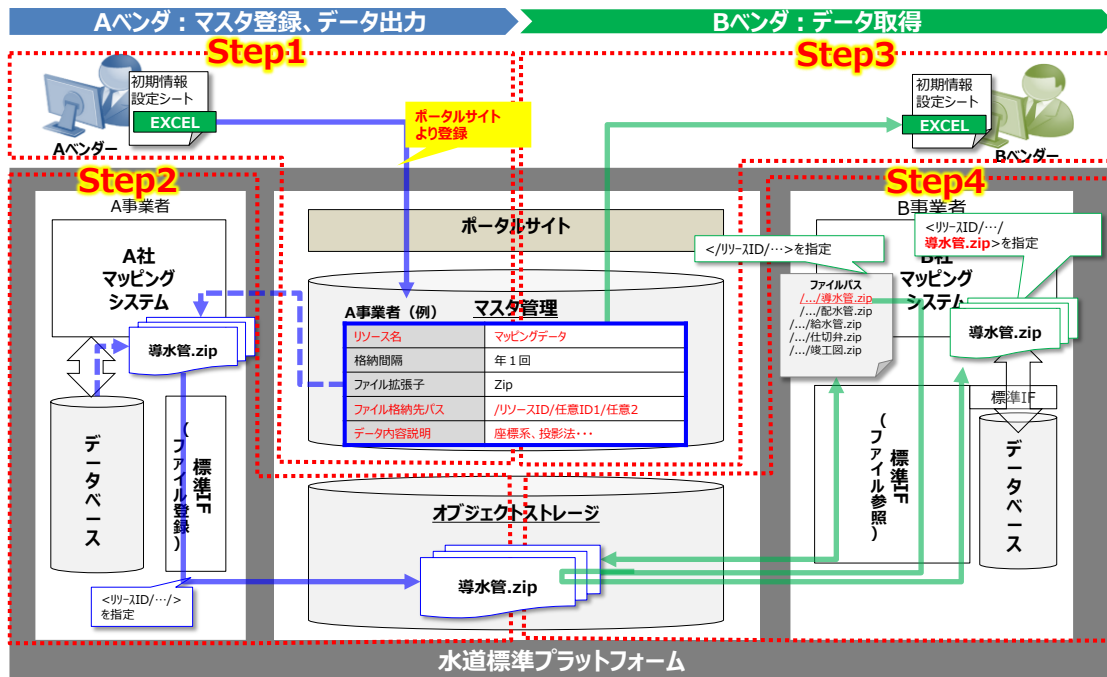 Aベンダ：マスタ登録、データ出力
Bベンダ：データ取得
Step1
Step3
初期情報
設定シート
EXCEL
Aベンダー
ポータルサイト
より登録
初期情報
設定シート
EXCEL
Bベンダー
Step2
Step4
A事業者
A社
マッピング
システム
導水管.zip
データベース
標準IF
（ファイル登録）
<リソースID/…/>
を指定
ポータルサイト
マスタ管理
A事業者（例）
リソース名 マッピングデータ
格納間隔 年１回
ファイル拡張子 Zip
ファイル格納先パス /リソースID/任意ID1/任意2
データ内容説明 座標系、投影法・・・
オブジェクトストレージ
導水管.zip
B事業者
</リソースID/…>を指定
<リソースID/…/
導水管.zip>を指定
B社
マッピング
システム
ファイルパス
/…/導水管.zip
/…/配水管.zip
/…/給水管.zip
/…/仕切弁.zip
/…/竣工図.zip
導水管.zip
標準IF
標準IF
（ファイル参照）
データベース
水道標準プラットフォーム